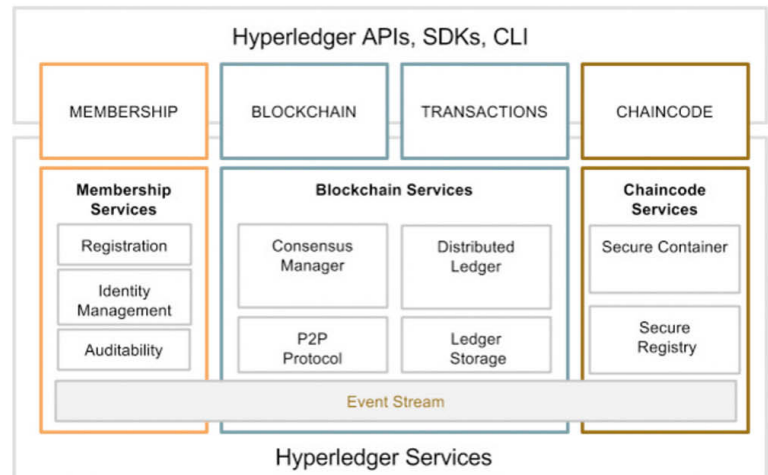 Hyperledger APIs, SDKs, CLI
MEMBERSHIP
BLOCKCHAIN
TRANSACTIONS
CHAINCODE
Membership
Services
Registration
Identity
Management
Auditability
Blockchain Services
Consensus
Manager
Distributed
Ledger
P2P
Protocol
Ledger
Storage
Chaincode
Services
Secure Container
Secure
Registry
Event Stream
Hyperledger Services